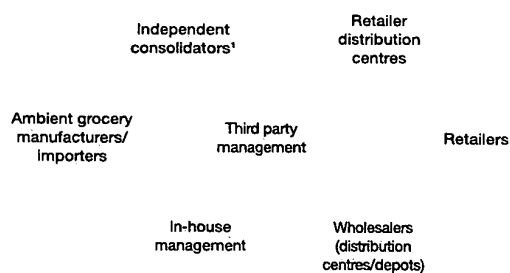 Independent
consolidators¹
Retailer
distribution
centres
Ambient grocery
manufacturers/
importers
Third party
management
Retailers
In-house
management
Wholesalers
(distribution
centres/depots)